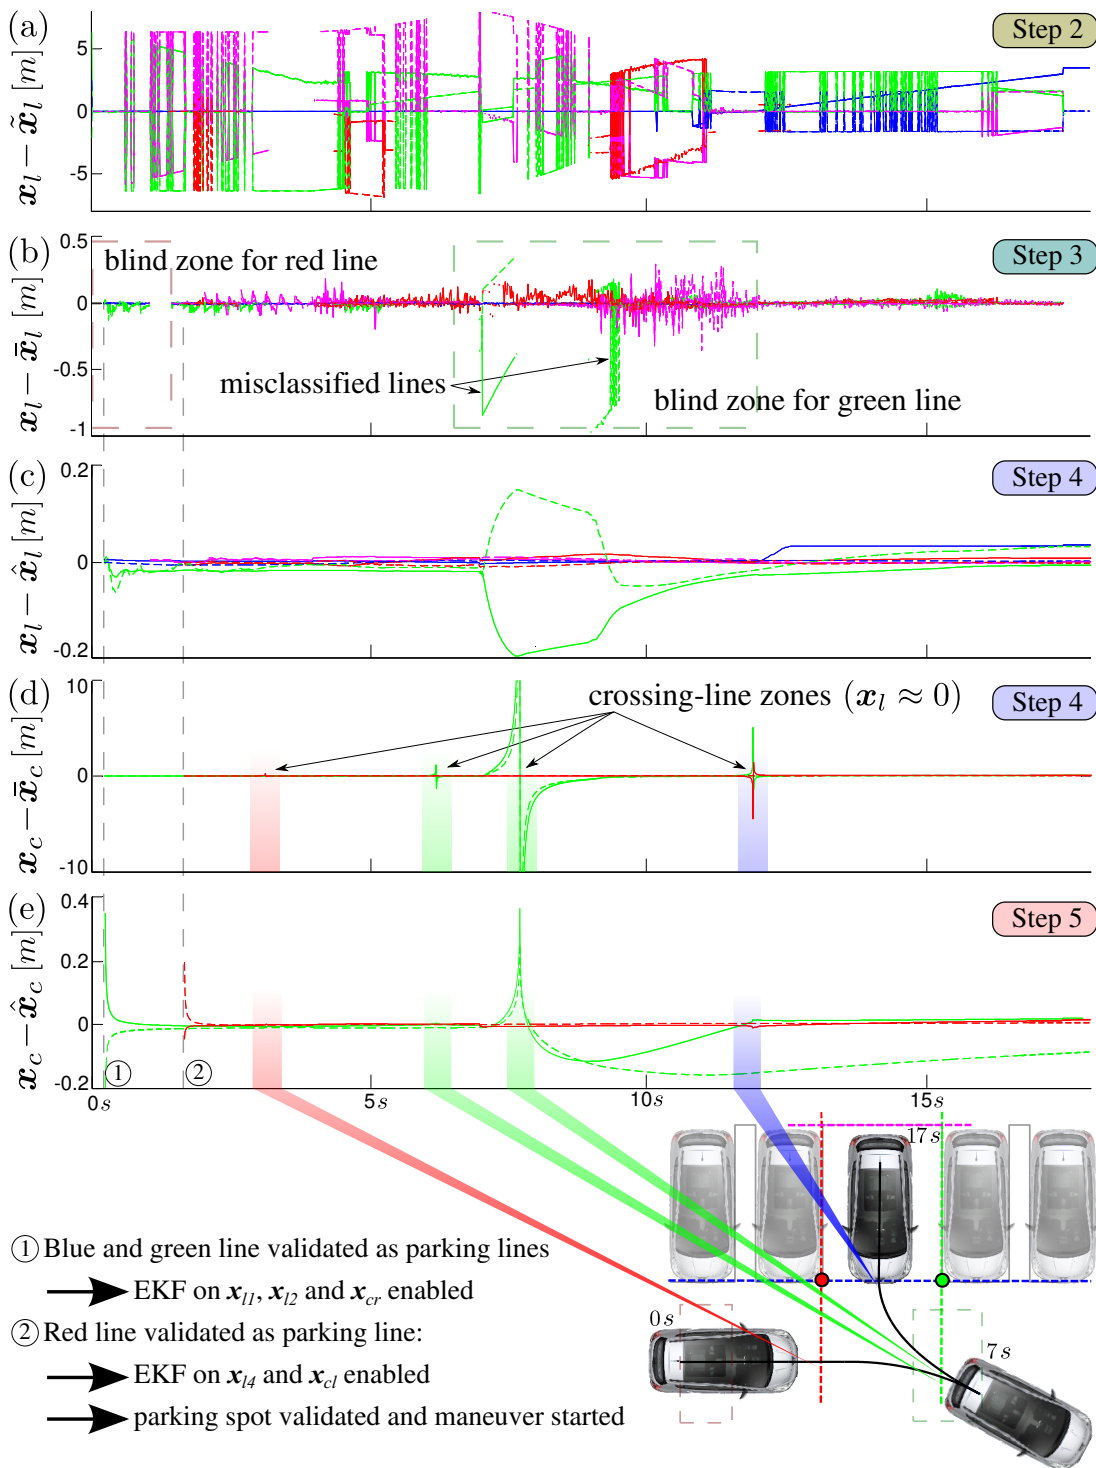 (a)
x_l − x̃_l [m]
5
0
-5
Step 2
(b)
x_l − x̄_l [m]
0.5
0
-0.5
-1
blind zone for red line
Step 3
misclassified lines
blind zone for green line
(c)
x_l − x̂_l [m]
0.2
0
-0.2
Step 4
(d)
x_c − x̄_c [m]
10
0
-10
crossing-line zones (x_l ≈ 0)
Step 4
(e)
x_c − x̂_c [m]
0.4
0.2
0
-0.2
Step 5
① ②
0s 5s 10s 15s
17s
0s
7s
① Blue and green line validated as parking lines
EKF on x_l1, x_l2 and x_cr enabled
② Red line validated as parking line:
EKF on x_l4 and x_cl enabled
parking spot validated and maneuver started